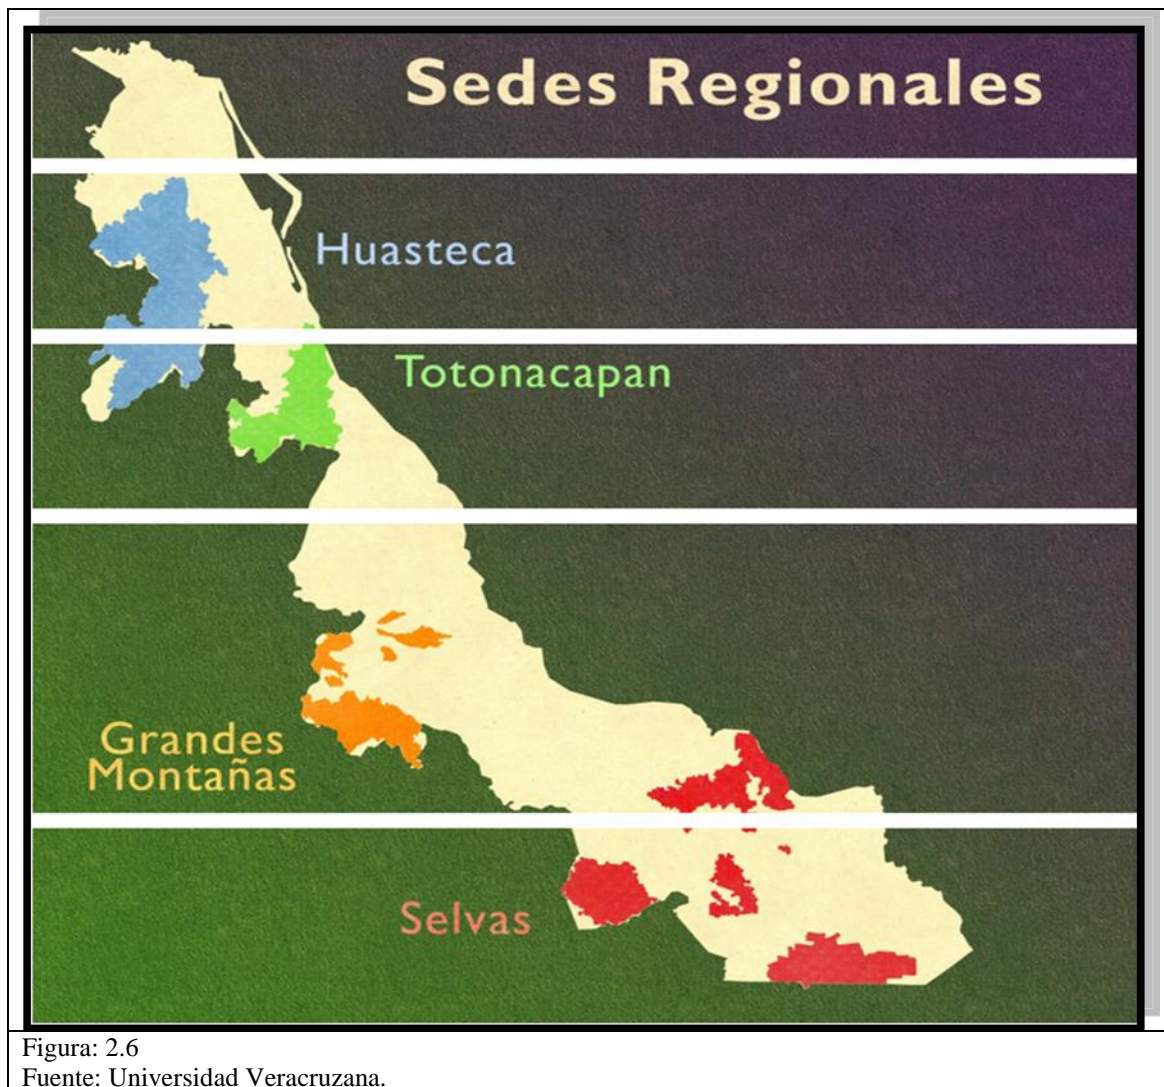 Sedes Regionales
Huasteca
Totonacapan
Grandes
Montañas
Selvas
Figura: 2.6
Fuente: Universidad Veracruzana.